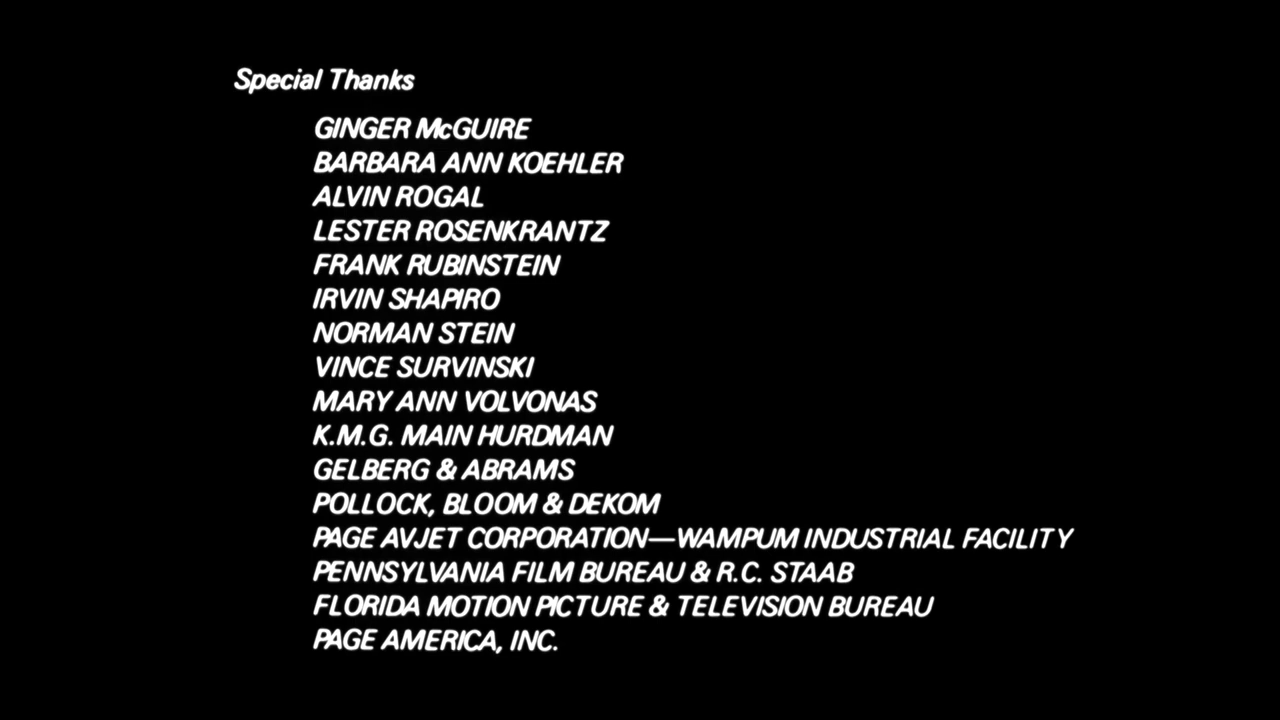 Special Thanks
GINGER McGUIRE
BARBARA ANN KOEHLER
ALVIN ROGAL
LESTER ROSENKRANTZ
FRANK RUBINSTEIN
IRVIN SHAPIRO
NORMAN STEIN
VINCE SURVINSKI
MARY ANN VOLVONAS
K.M.G. MAIN HURDMAN
GELBERG & ABRAMS
POLLOCK, BLOOM & DEKOM
PAGE AVJET CORPORATION—WAMPUM INDUSTRIAL FACILITY
PENNSYLVANIA FILM BUREAU & R.C. STAAB
FLORIDA MOTION PICTURE & TELEVISION BUREAU
PAGE AMERICA, INC.